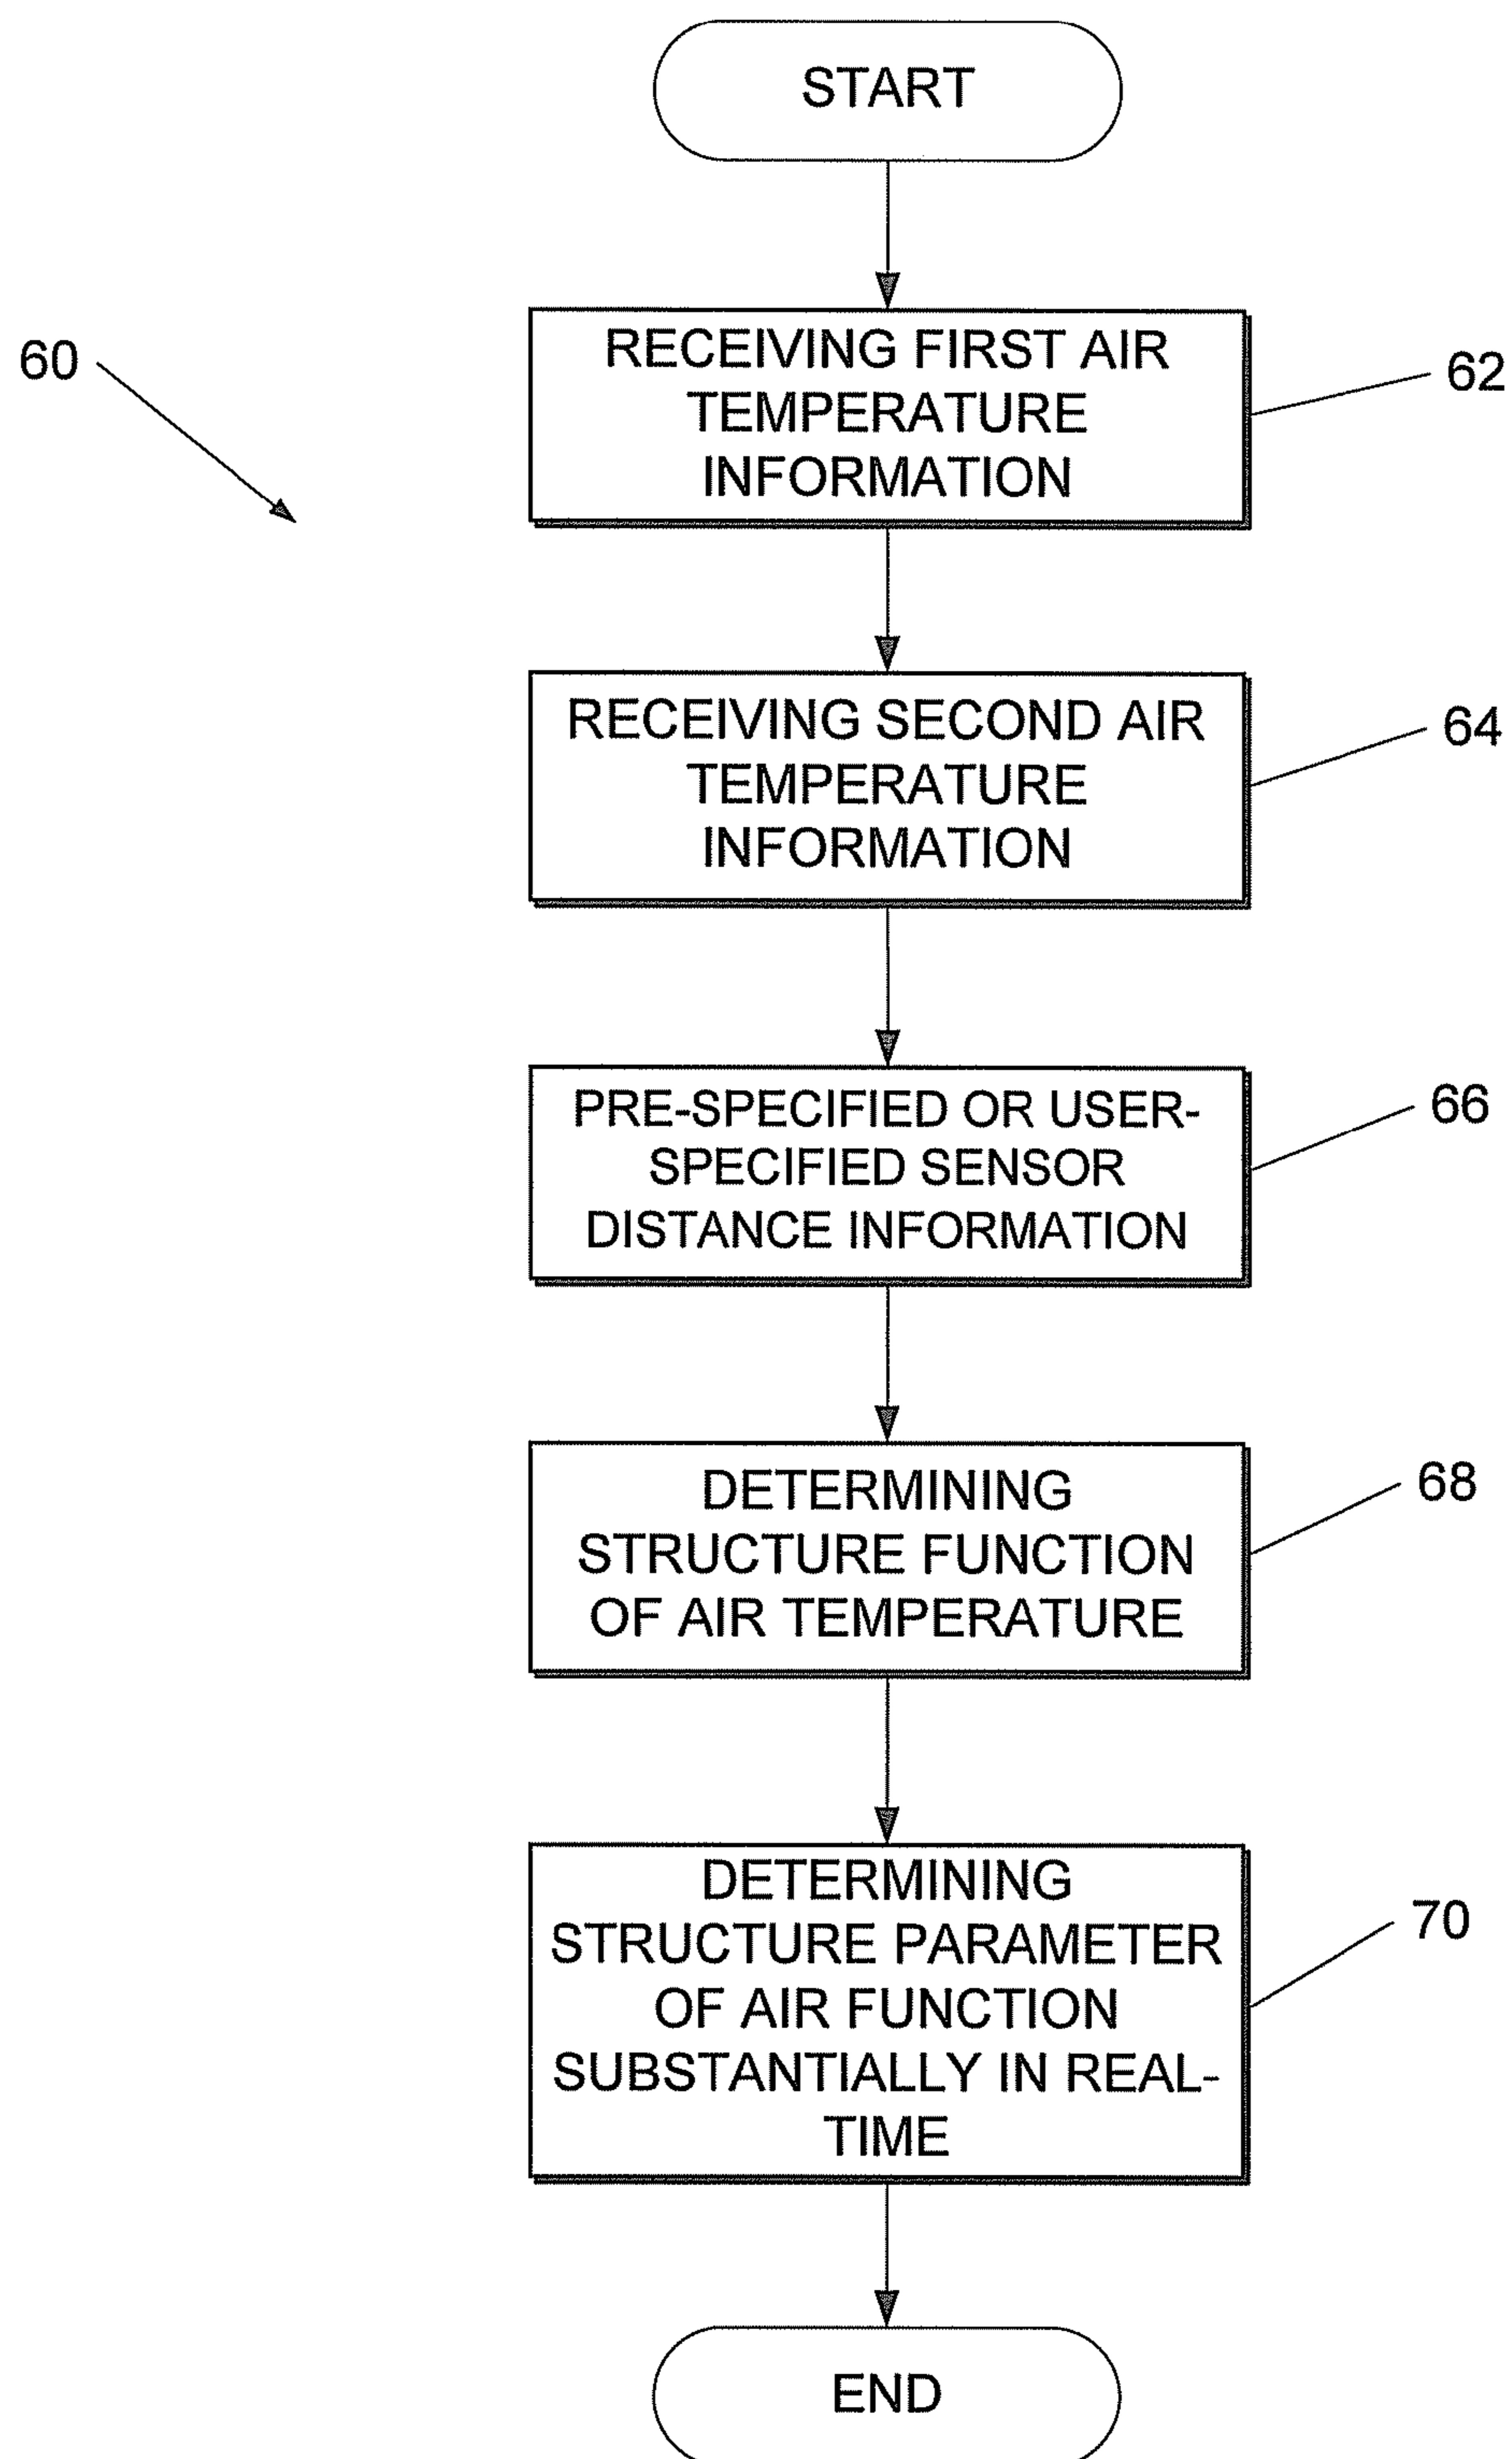 START
60
RECEIVING FIRST AIR
TEMPERATURE
INFORMATION
62
RECEIVING SECOND AIR
TEMPERATURE
INFORMATION
64
PRE-SPECIFIED OR USER-
SPECIFIED SENSOR
DISTANCE INFORMATION
66
DETERMINING
STRUCTURE FUNCTION
OF AIR TEMPERATURE
68
DETERMINING
STRUCTURE PARAMETER
OF AIR FUNCTION
SUBSTANTIALLY IN REAL-
TIME
70
END